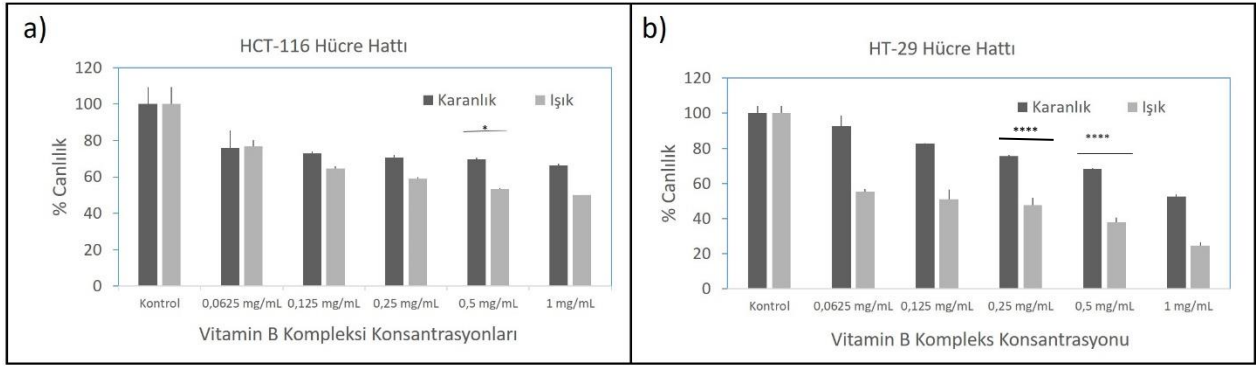 a)
HCT-116 Hücre Hattı
120
100
80
60
40
20
0
% Canlılık
Karanlık
Işık
*
Kontrol
0,0625 mg/mL
0,125 mg/mL
0,25 mg/mL
0,5 mg/mL
1 mg/mL
Vitamin B Kompleksi Konsantrasyonları
b)
HT-29 Hücre Hattı
120
100
80
60
40
20
0
% Canlılık
Karanlık
Işık
****
****
Kontrol
0,0625 mg/mL
0,125 mg/mL
0,25 mg/mL
0,5 mg/mL
1 mg/mL
Vitamin B Kompleks Konsantrasyonu